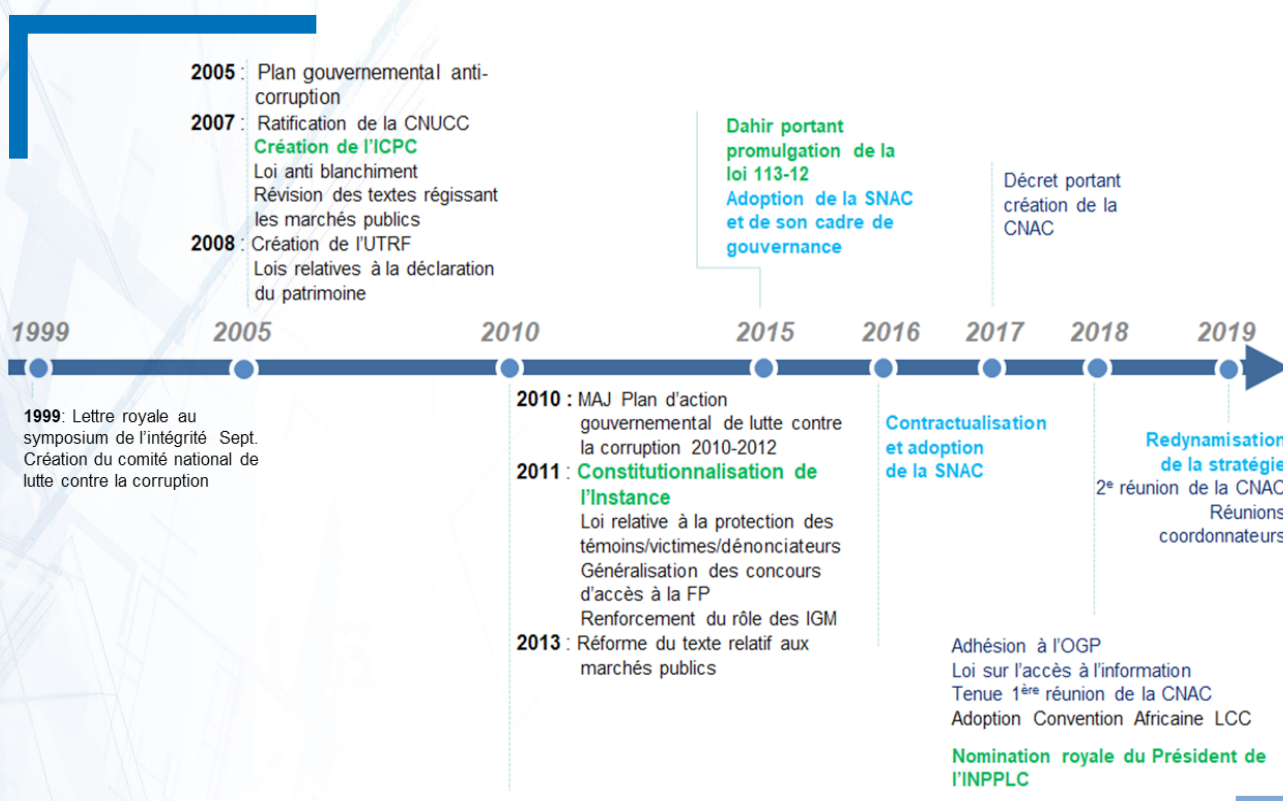 2005 : Plan gouvernemental anti-
corruption
2007 : Ratification de la CNUCC
Création de l'ICPC
Loi anti blanchiment
Révision des textes régissant
les marchés publics
2008 : Création de l'UTRF
Lois relatives à la déclaration
du patrimoine
Dahir portant
promulgation de la
loi 113-12
Adoption de la SNAC
et de son cadre de
gouvernance
Décret portant
création de la
CNAC
1999
2005
2010
2015
2016
2017
2018
2019
1999: Lettre royale au
symposium de l'intégrité Sept.
Création du comité national de
lutte contre la corruption
2010 : MAJ Plan d'action
gouvernemental de lutte contre
la corruption 2010-2012
2011 : Constitutionnalisation de
l'Instance
Loi relative à la protection des
témoins/victimes/dénonciateurs
Généralisation des concours
d'accès à la FP
Renforcement du rôle des IGM
2013 : Réforme du texte relatif aux
marchés publics
Contractualisation
et adoption
de la SNAC
Adhésion à l'OGP
Loi sur l'accès à l'information
Tenue 1ère réunion de la CNAC
Adoption Convention Africaine LCC
Nomination royale du Président de
l'INPPLC
Redynamisation
de la stratégie
2e réunion de la CNAC
Réunions
coordonnateurs